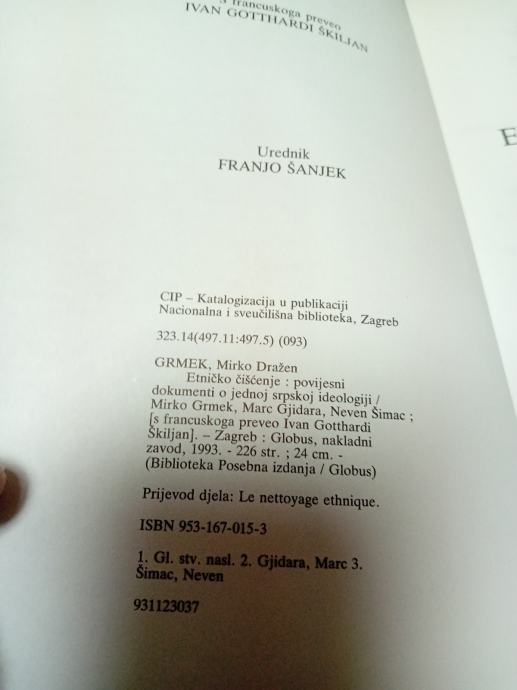 s francuskoga preveo
IVAN GOTTHARDI ŠKILJAN
Urednik
FRANJO ŠANJEK
CIP – Katalogizacija u publikaciji
Nacionalna i sveučilišna biblioteka, Zagreb
323.14(497.11:497.5) (093)
GRMEK, Mirko Dražen
Etničko čišćenje : povijesni
dokumenti o jednoj srpskoj ideologiji /
Mirko Grmek, Marc Gjidara, Neven Šimac ;
[s francuskoga preveo Ivan Gotthardi
Škiljan]. – Zagreb : Globus, nakladni
zavod, 1993. - 226 str. ; 24 cm. -
(Biblioteka Posebna izdanja / Globus)
Prijevod djela: Le nettoyage ethnique.
ISBN 953-167-015-3
1. Gl. stv. nasl. 2. Gjidara, Marc 3.
Šimac, Neven
931123037